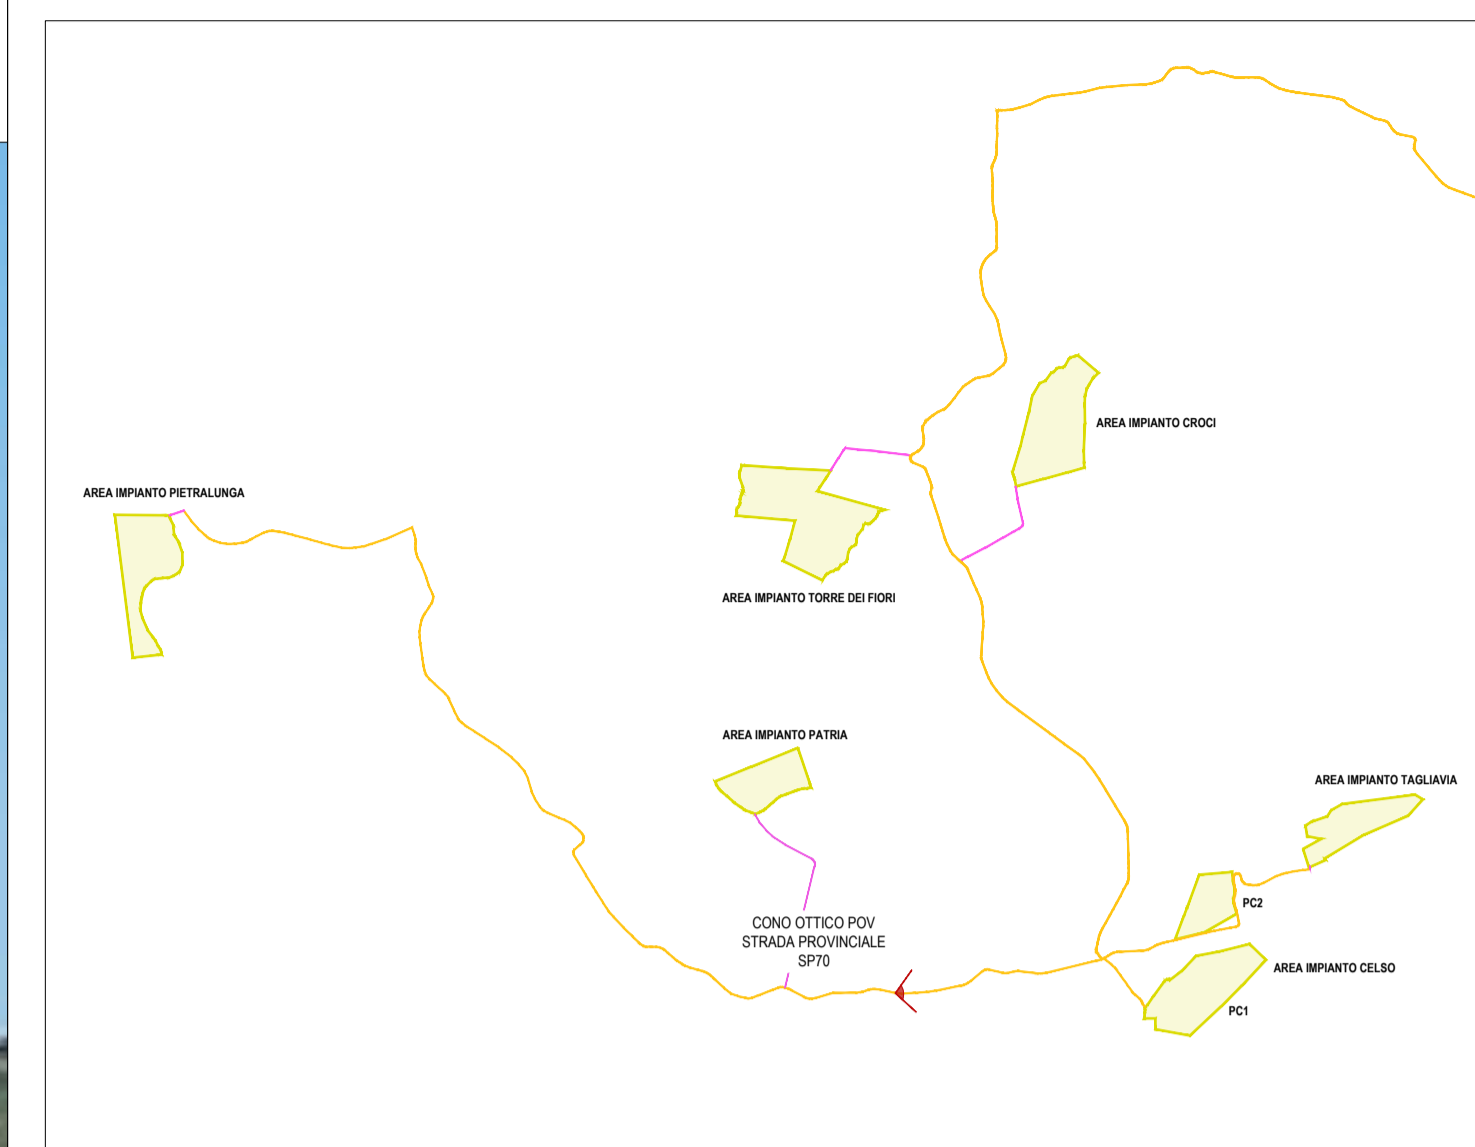 AREA IMPIANTO CROCI
AREA IMPIANTO PIETRALUNGA
AREA IMPIANTO TORRE DEI FIORI
AREA IMPIANTO PATRIA
AREA IMPIANTO TAGLIAVIA
PC2
CONO OTTICO POV
STRADA PROVINCIALE
SP70
AREA IMPIANTO CELSO
PC1